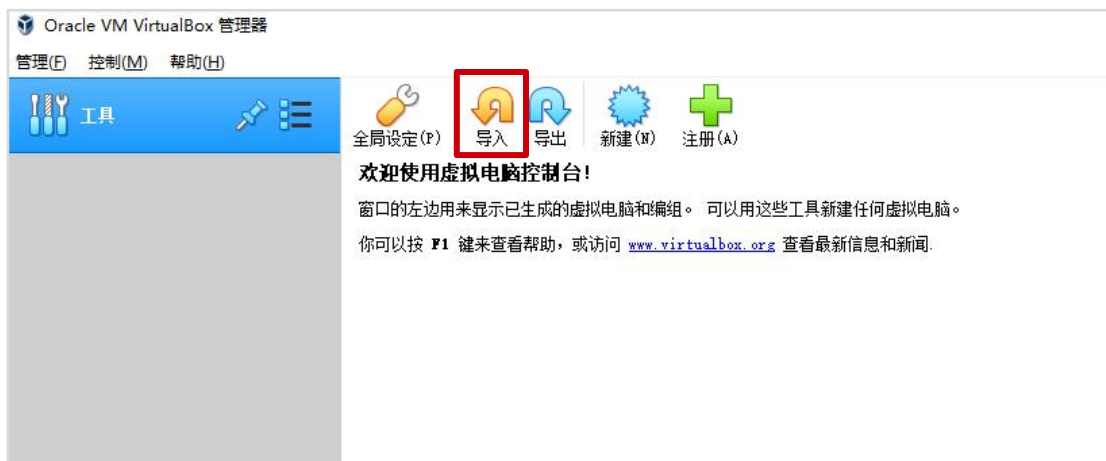 Oracle VM VirtualBox 管理器
管理(F) 控制(M) 帮助(H)
工具
全局设定(P) 导入 导出 新建(N) 注册(A)
欢迎使用虚拟电脑控制台!
窗口的左边用来显示已生成的虚拟电脑和编组。 可以用这些工具新建任何虚拟电脑。
你可以按 F1 键来查看帮助，或访问 www.virtualbox.org 查看最新信息和新闻.